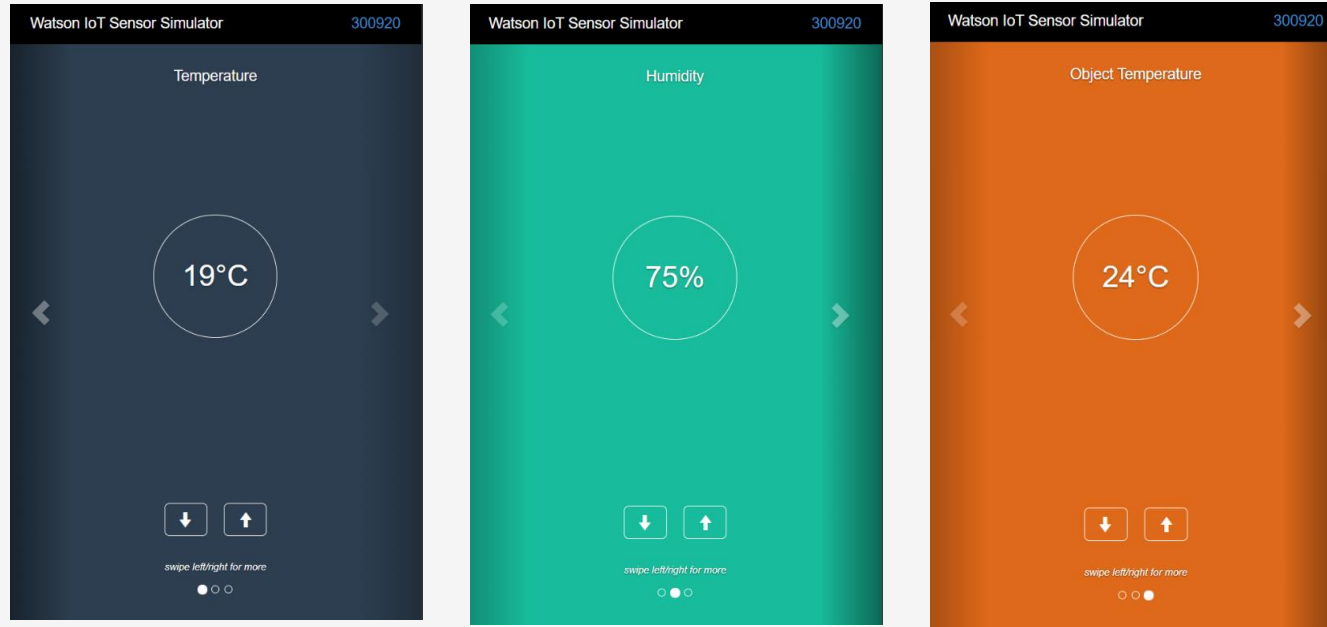 Watson IoT Sensor Simulator 300920
Temperature
19°C
swipe left/right for more
Watson IoT Sensor Simulator 300920
Humidity
75%
swipe left/right for more
Watson IoT Sensor Simulator 300920
Object Temperature
24°C
swipe left/right for more